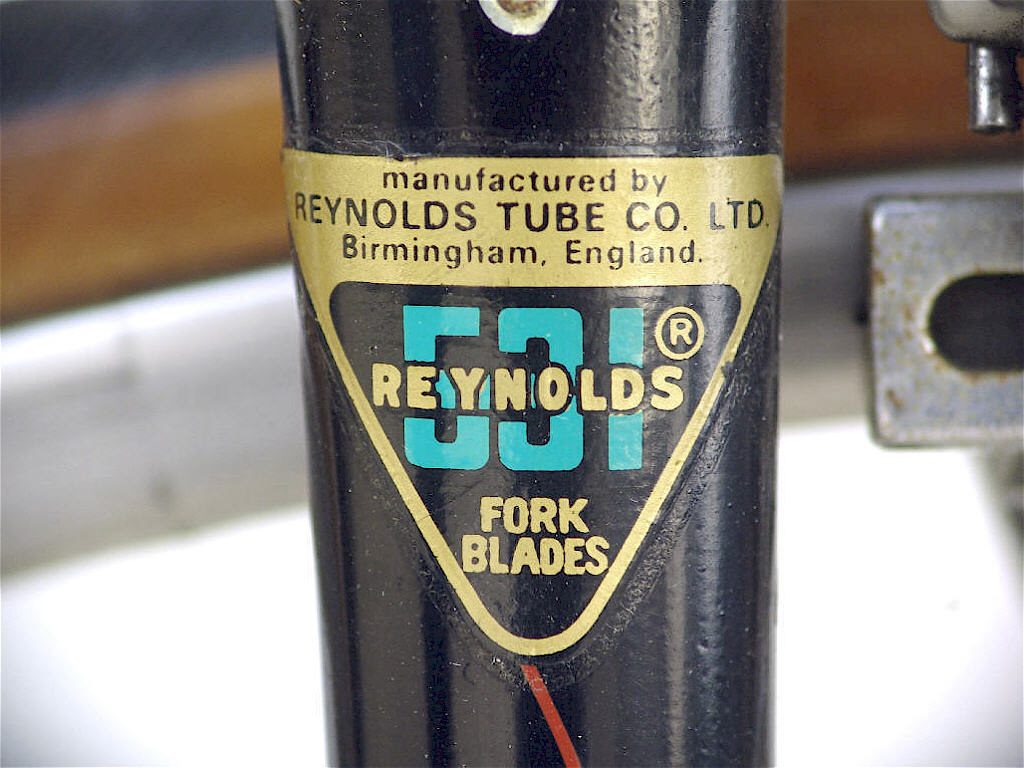 manufactured by
REYNOLDS TUBE CO. LTD.
Birmingham, England.
531 ®
REYNOLDS
FORK
BLADES